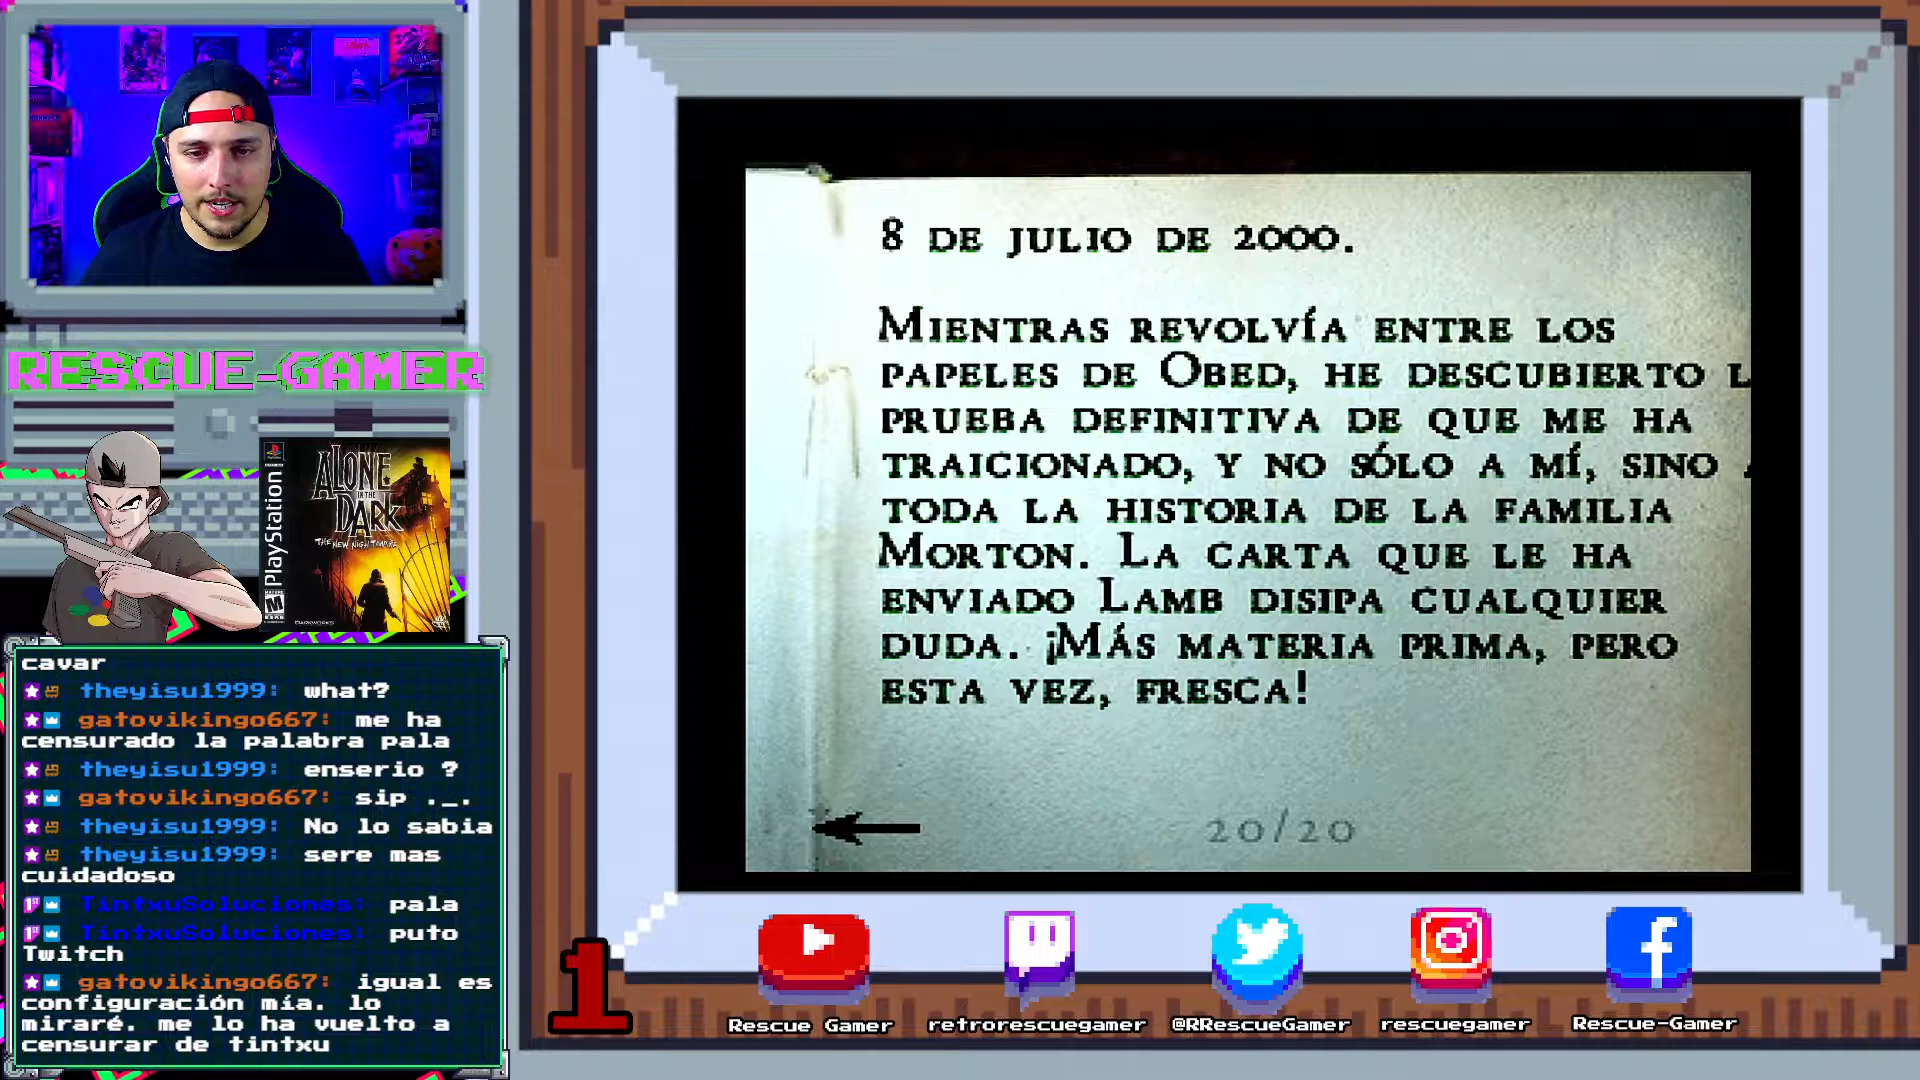 RESCUE-GAMER
PlayStation
ALONE
IN THE
DARK
THE NEW NIGHTMARE
DARKWORKS
M
cavar
theyisu1999: what?
gatovikingo667: me ha
censurado la palabra pala
theyisu1999: enserio ?
gatovikingo667: sip ._.
theyisu1999: No lo sabia
theyisu1999: sere mas
cuidadoso
TintxuSoluciones: pala
TintxuSoluciones: puto
Twitch
gatovikingo667: igual es
configuración mía. lo
miraré. me lo ha vuelto a
censurar de tintxu
8 DE JULIO DE 2000.
MIENTRAS REVOLVÍA ENTRE LOS
PAPELES DE OBED, HE DESCUBIERTO L
PRUEBA DEFINITIVA DE QUE ME HA
TRAICIONADO, Y NO SÓLO A MÍ, SINO
TODA LA HISTORIA DE LA FAMILIA
MORTON. LA CARTA QUE LE HA
ENVIADO LAMB DISIPA CUALQUIER
DUDA. ¡MÁS MATERIA PRIMA, PERO
ESTA VEZ, FRESCA!
20/20
1
Rescue Gamer
retrorescuegamer
@RRescueGamer
rescuegamer
Rescue-Gamer